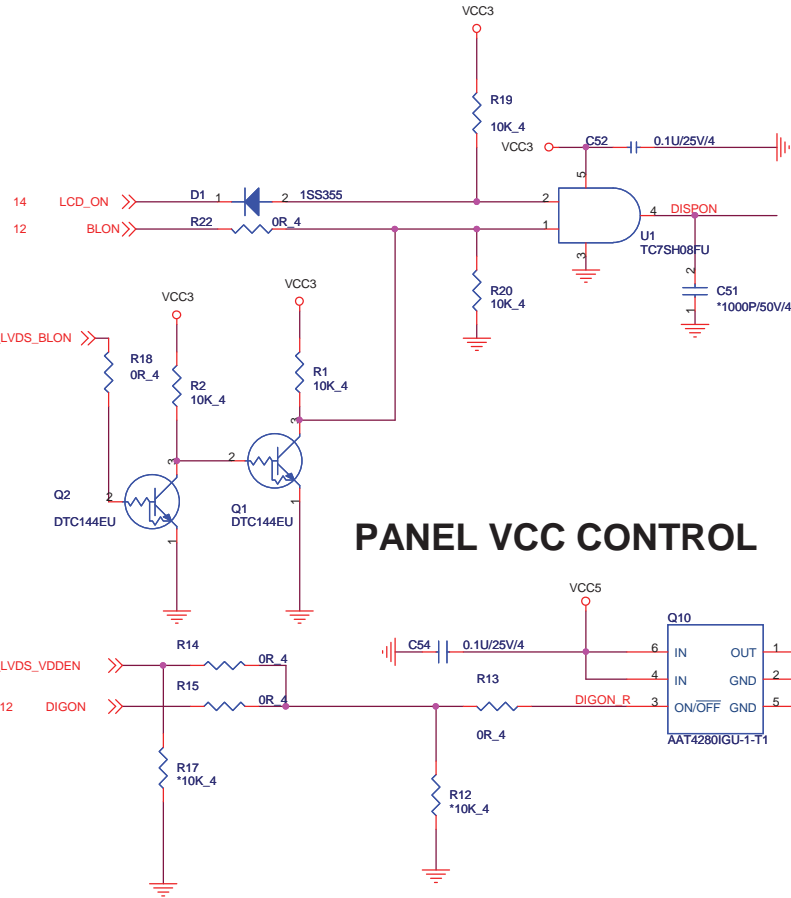 VCC3
R19
10K_4
VCC3
C52
0.1U/25V/4
5
14 LCD_ON
D1 1 2 1SS355
2
12 BLON
R22 0R_4
1
4 DISPON
U1
TC7SH08FU
3
R20
10K_4
2
C51
*1000P/50V/4
1
VCC3
VCC3
LVDS_BLON
R18
0R_4
R2
10K_4
R1
10K_4
3
3
2
2
Q2
DTC144EU
Q1
DTC144EU
1
1
PANEL VCC CONTROL
VCC5
Q10
C54 0.1U/25V/4
6 IN OUT 1
4 IN GND 2
3 ON/OFF GND 5
AAT4280IGU-1-T1
R14
0R_4
LVDS_VDDEN
R15
0R_4
12 DIGON
R13
0R_4
DIGON_R
R17
*10K_4
R12
*10K_4